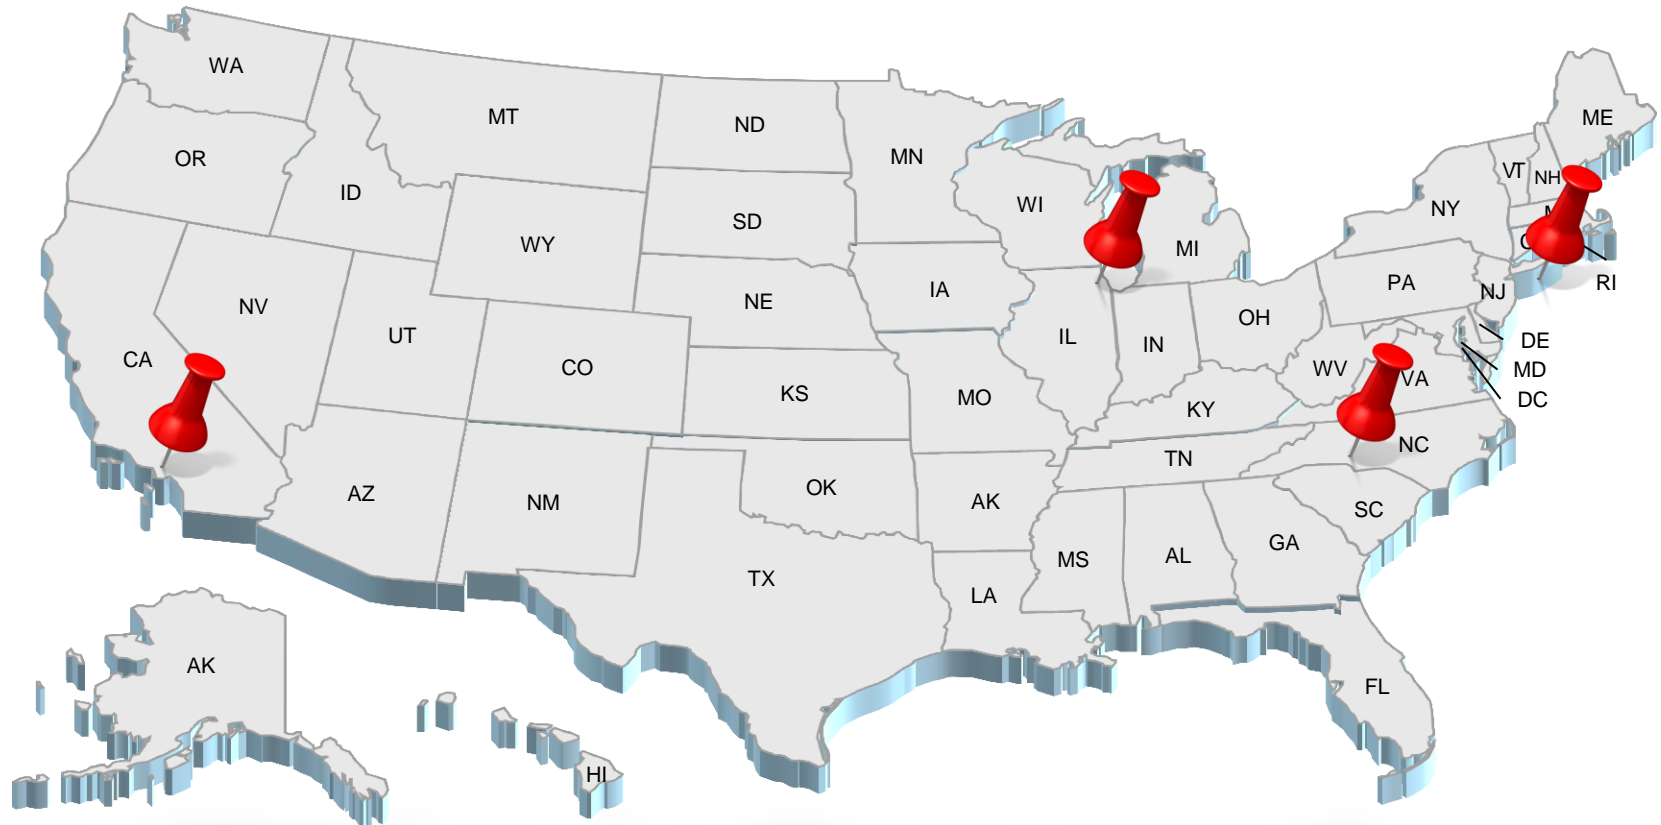 WA
MT
ND
MN
ME
OR
ID
WY
SD
WI
MI
NY
VT
NH
NV
UT
CO
NE
IA
IL
IN
OH
PA
NJ
RI
CA
KS
MO
KY
WV
VA
DE
MD
DC
AZ
NM
OK
AK
TN
NC
SC
TX
LA
MS
AL
GA
FL
AK
HI